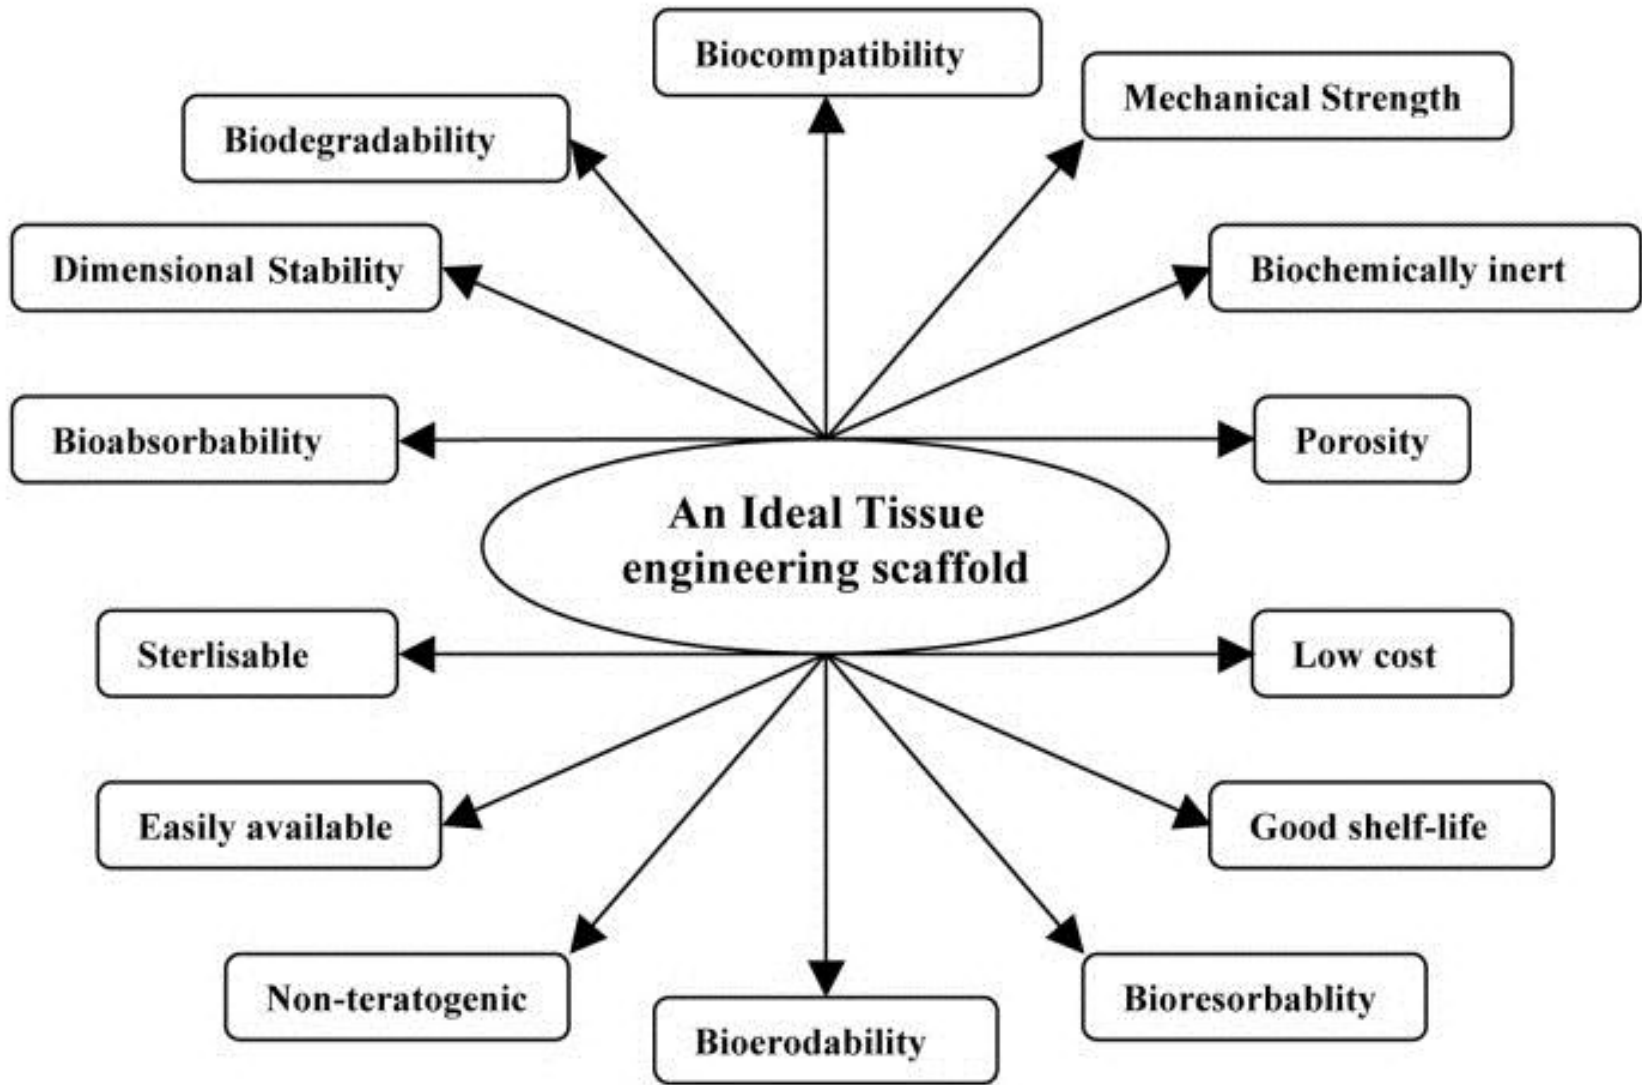 Biocompatibility
Mechanical Strength
Biodegradability
Dimensional Stability
Biochemically inert
Bioabsorbability
Porosity
An Ideal Tissue
engineering scaffold
Sterlisable
Low cost
Easily available
Good shelf-life
Non-teratogenic
Bioresorbablity
Bioerodability